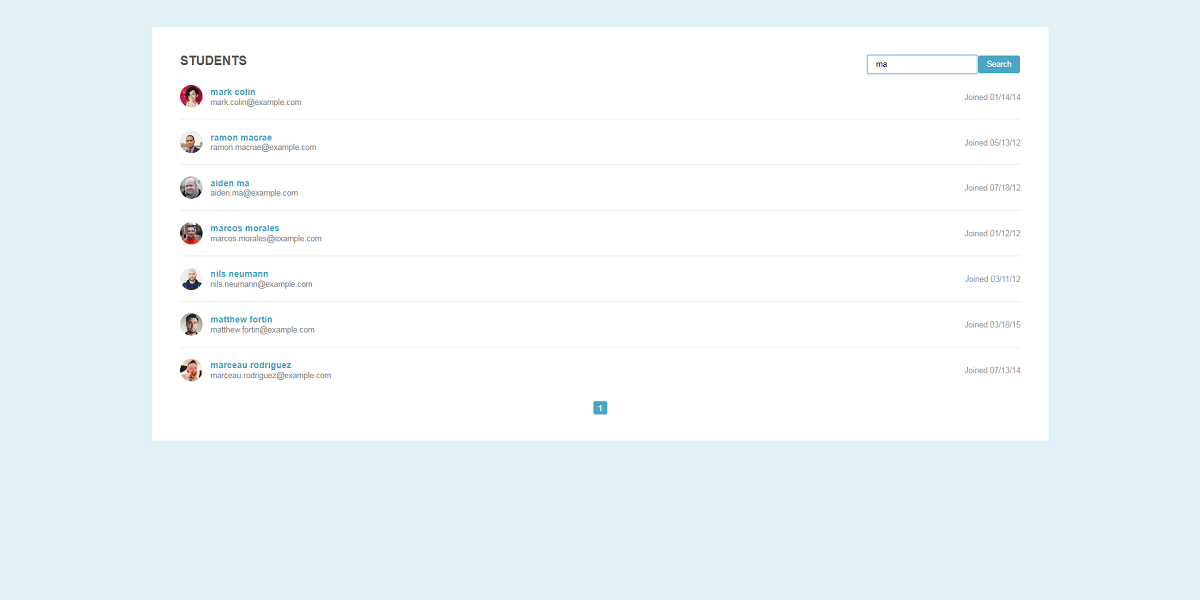 STUDENTS
ma Search
mark colin
mark.colin@example.com
Joined 01/14/14
ramon macrae
ramon.macrae@example.com
Joined 05/13/12
aiden ma
aiden.ma@example.com
Joined 07/18/12
marcos morales
marcos.morales@example.com
Joined 01/12/12
nils neumann
nils.neumann@example.com
Joined 03/11/12
matthew fortin
matthew.fortin@example.com
Joined 03/18/15
marceau rodriguez
marceau.rodriguez@example.com
Joined 07/13/14
1